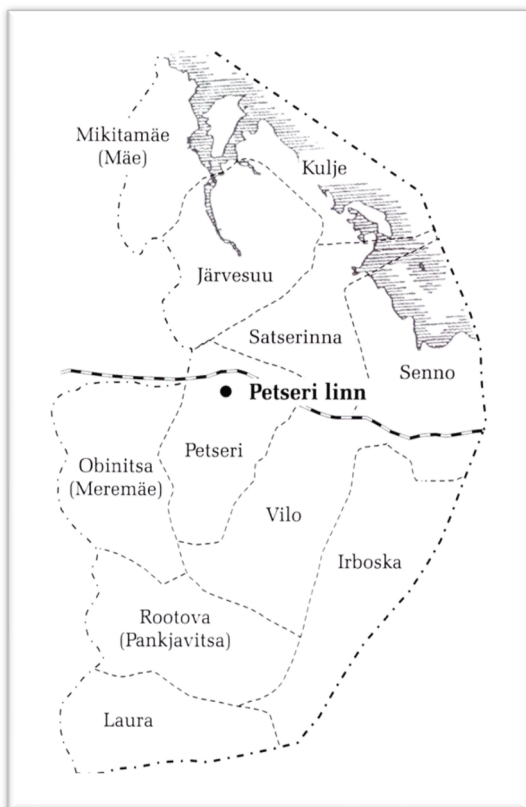 Mikitamäe
(Mäe)
Kulje
Järvesuu
Satserinna
Senno
Petseri linn
Petseri
Obinitsa
(Meremäe)
Vilo
Irboska
Rootova
(Pankjavitsa)
Laura